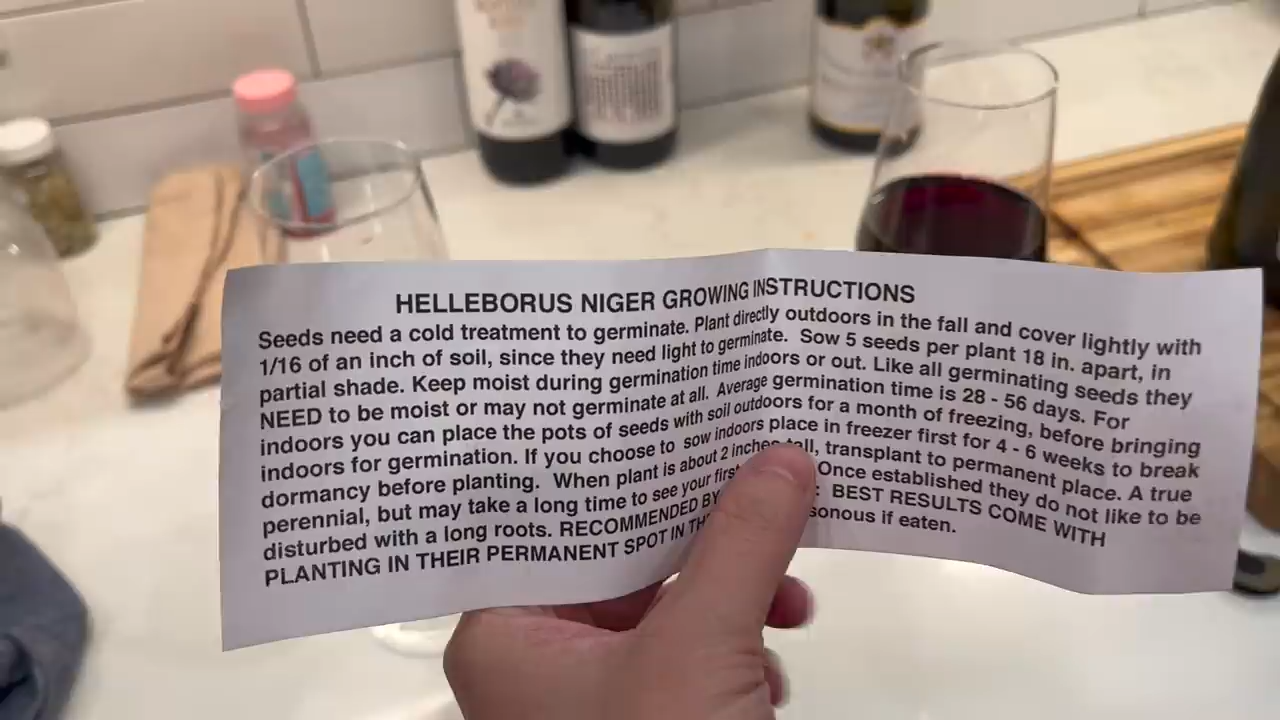 HELLEBORUS NIGER GROWING INSTRUCTIONS
Seeds need a cold treatment to germinate. Plant directly outdoors in the fall and cover lightly with
1/16 of an inch of soil, since they need light to germinate. Sow 5 seeds per plant 18 in. apart, in
partial shade. Keep moist during germination time indoors or out. Like all germinating seeds they
NEED to be moist or may not germinate at all. Average germination time is 28 - 56 days. For
indoors you can place the pots of seeds with soil outdoors for a month of freezing, before bringing
indoors for germination. If you choose to sow indoors place in freezer first for 4 - 6 weeks to break
dormancy before planting. When plant is about 2 inches tall, transplant to permanent place. A true
perennial, but may take a long time to see your first Once established they do not like to be
disturbed with a long roots. RECOMMENDED BY : BEST RESULTS COME WITH
PLANTING IN THEIR PERMANENT SPOT IN if eaten.